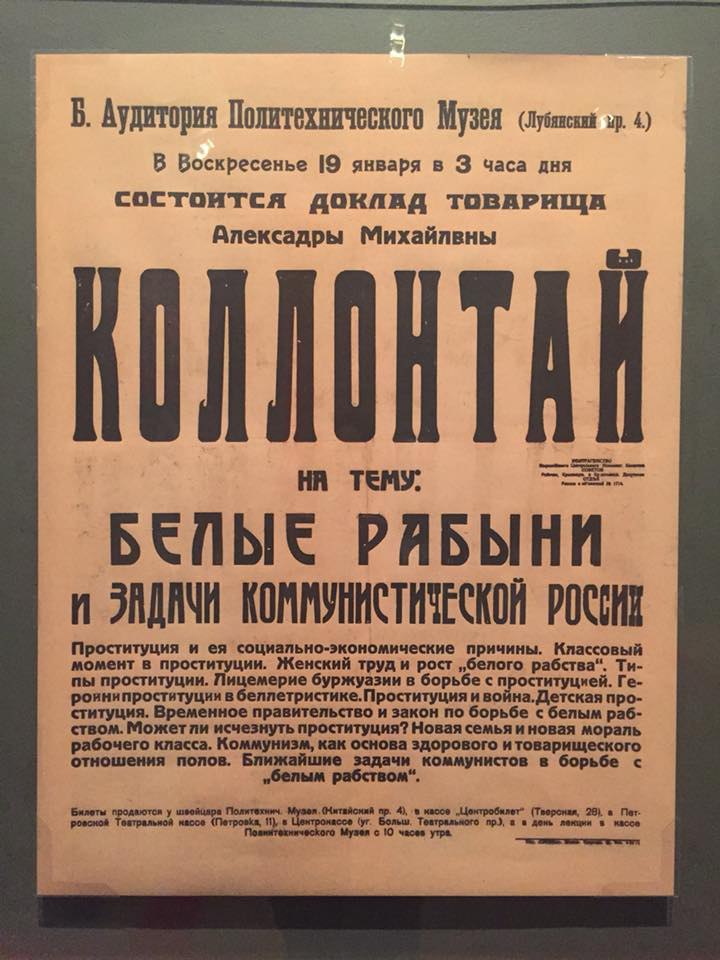 Б. Аудитория Политехнического Музея (Лубянский пр. 4.)
В Воскресенье 19 января в 3 часа дня
СОСТОИТСЯ ДОКЛАД ТОВАРИЩА
Алексадры Михайлвны
КОЛЛОНТАЙ
НА ТЕМУ:
БЕЛЫЕ РАБЫНИ
и ЗАДАЧИ КОММУНИСТИЧЕСКОЙ РОССИИ
Проституция и ея социально-экономические причины. Классовый
момент в проституции. Женский труд и рост „белого рабства“. Ти-
пы проституции. Лицемерие буржуазии в борьбе с проституцией. Ге-
роини проституции в беллетристике. Проституция и война. Детская про-
ституция. Временное правительство и закон по борьбе с белым раб-
ством. Может ли исчезнуть проституция? Новая семья и новая мораль
рабочего класса. Коммунизм, как основа здорового и товарищеского
отношения полов. Ближайшие задачи коммунистов в борьбе с
„белым рабством“.
Билеты продаются у швейцара Политехнич. Музея (Китайский пр. 4), в кассе „Центробилет“ (Тверская, 28), в Пет-
ровской Театральной кассе (Петровка, 11), в Центрокассе (уг. Больш. Театрального пр.), а в день лекции в кассе
Политехнического Музея с 10 часов утра.